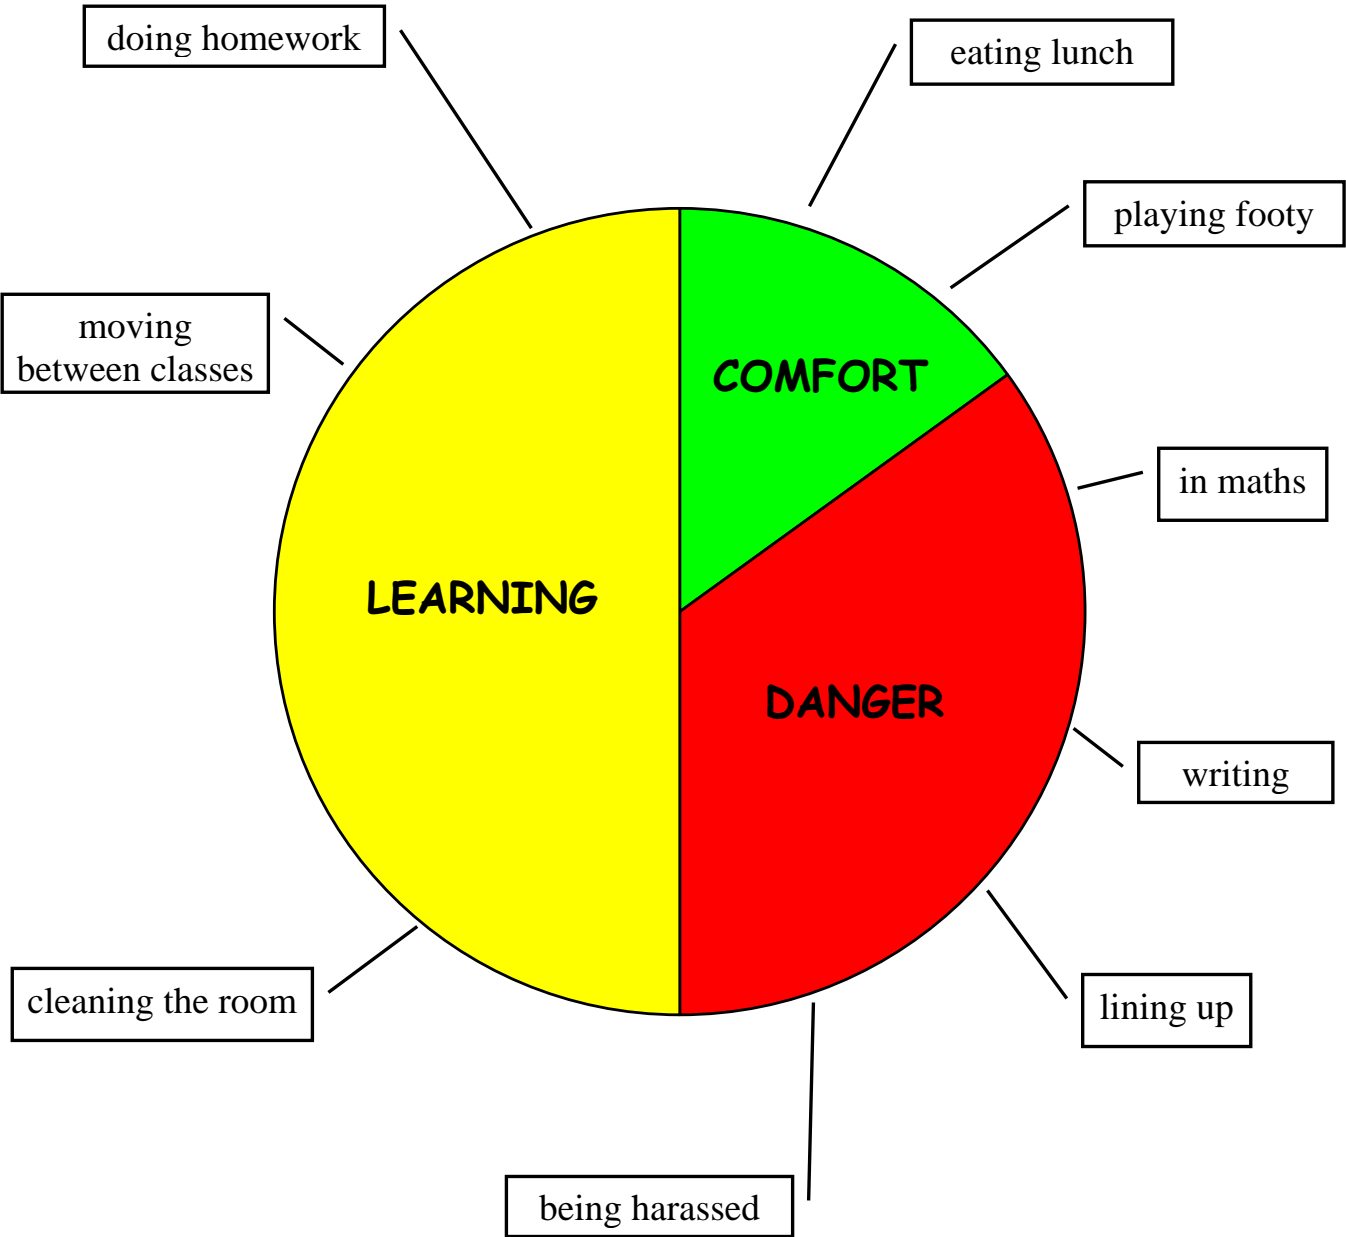 doing homework
eating lunch
playing footy
moving
between classes
COMFORT
in maths
LEARNING
DANGER
writing
cleaning the room
lining up
being harassed